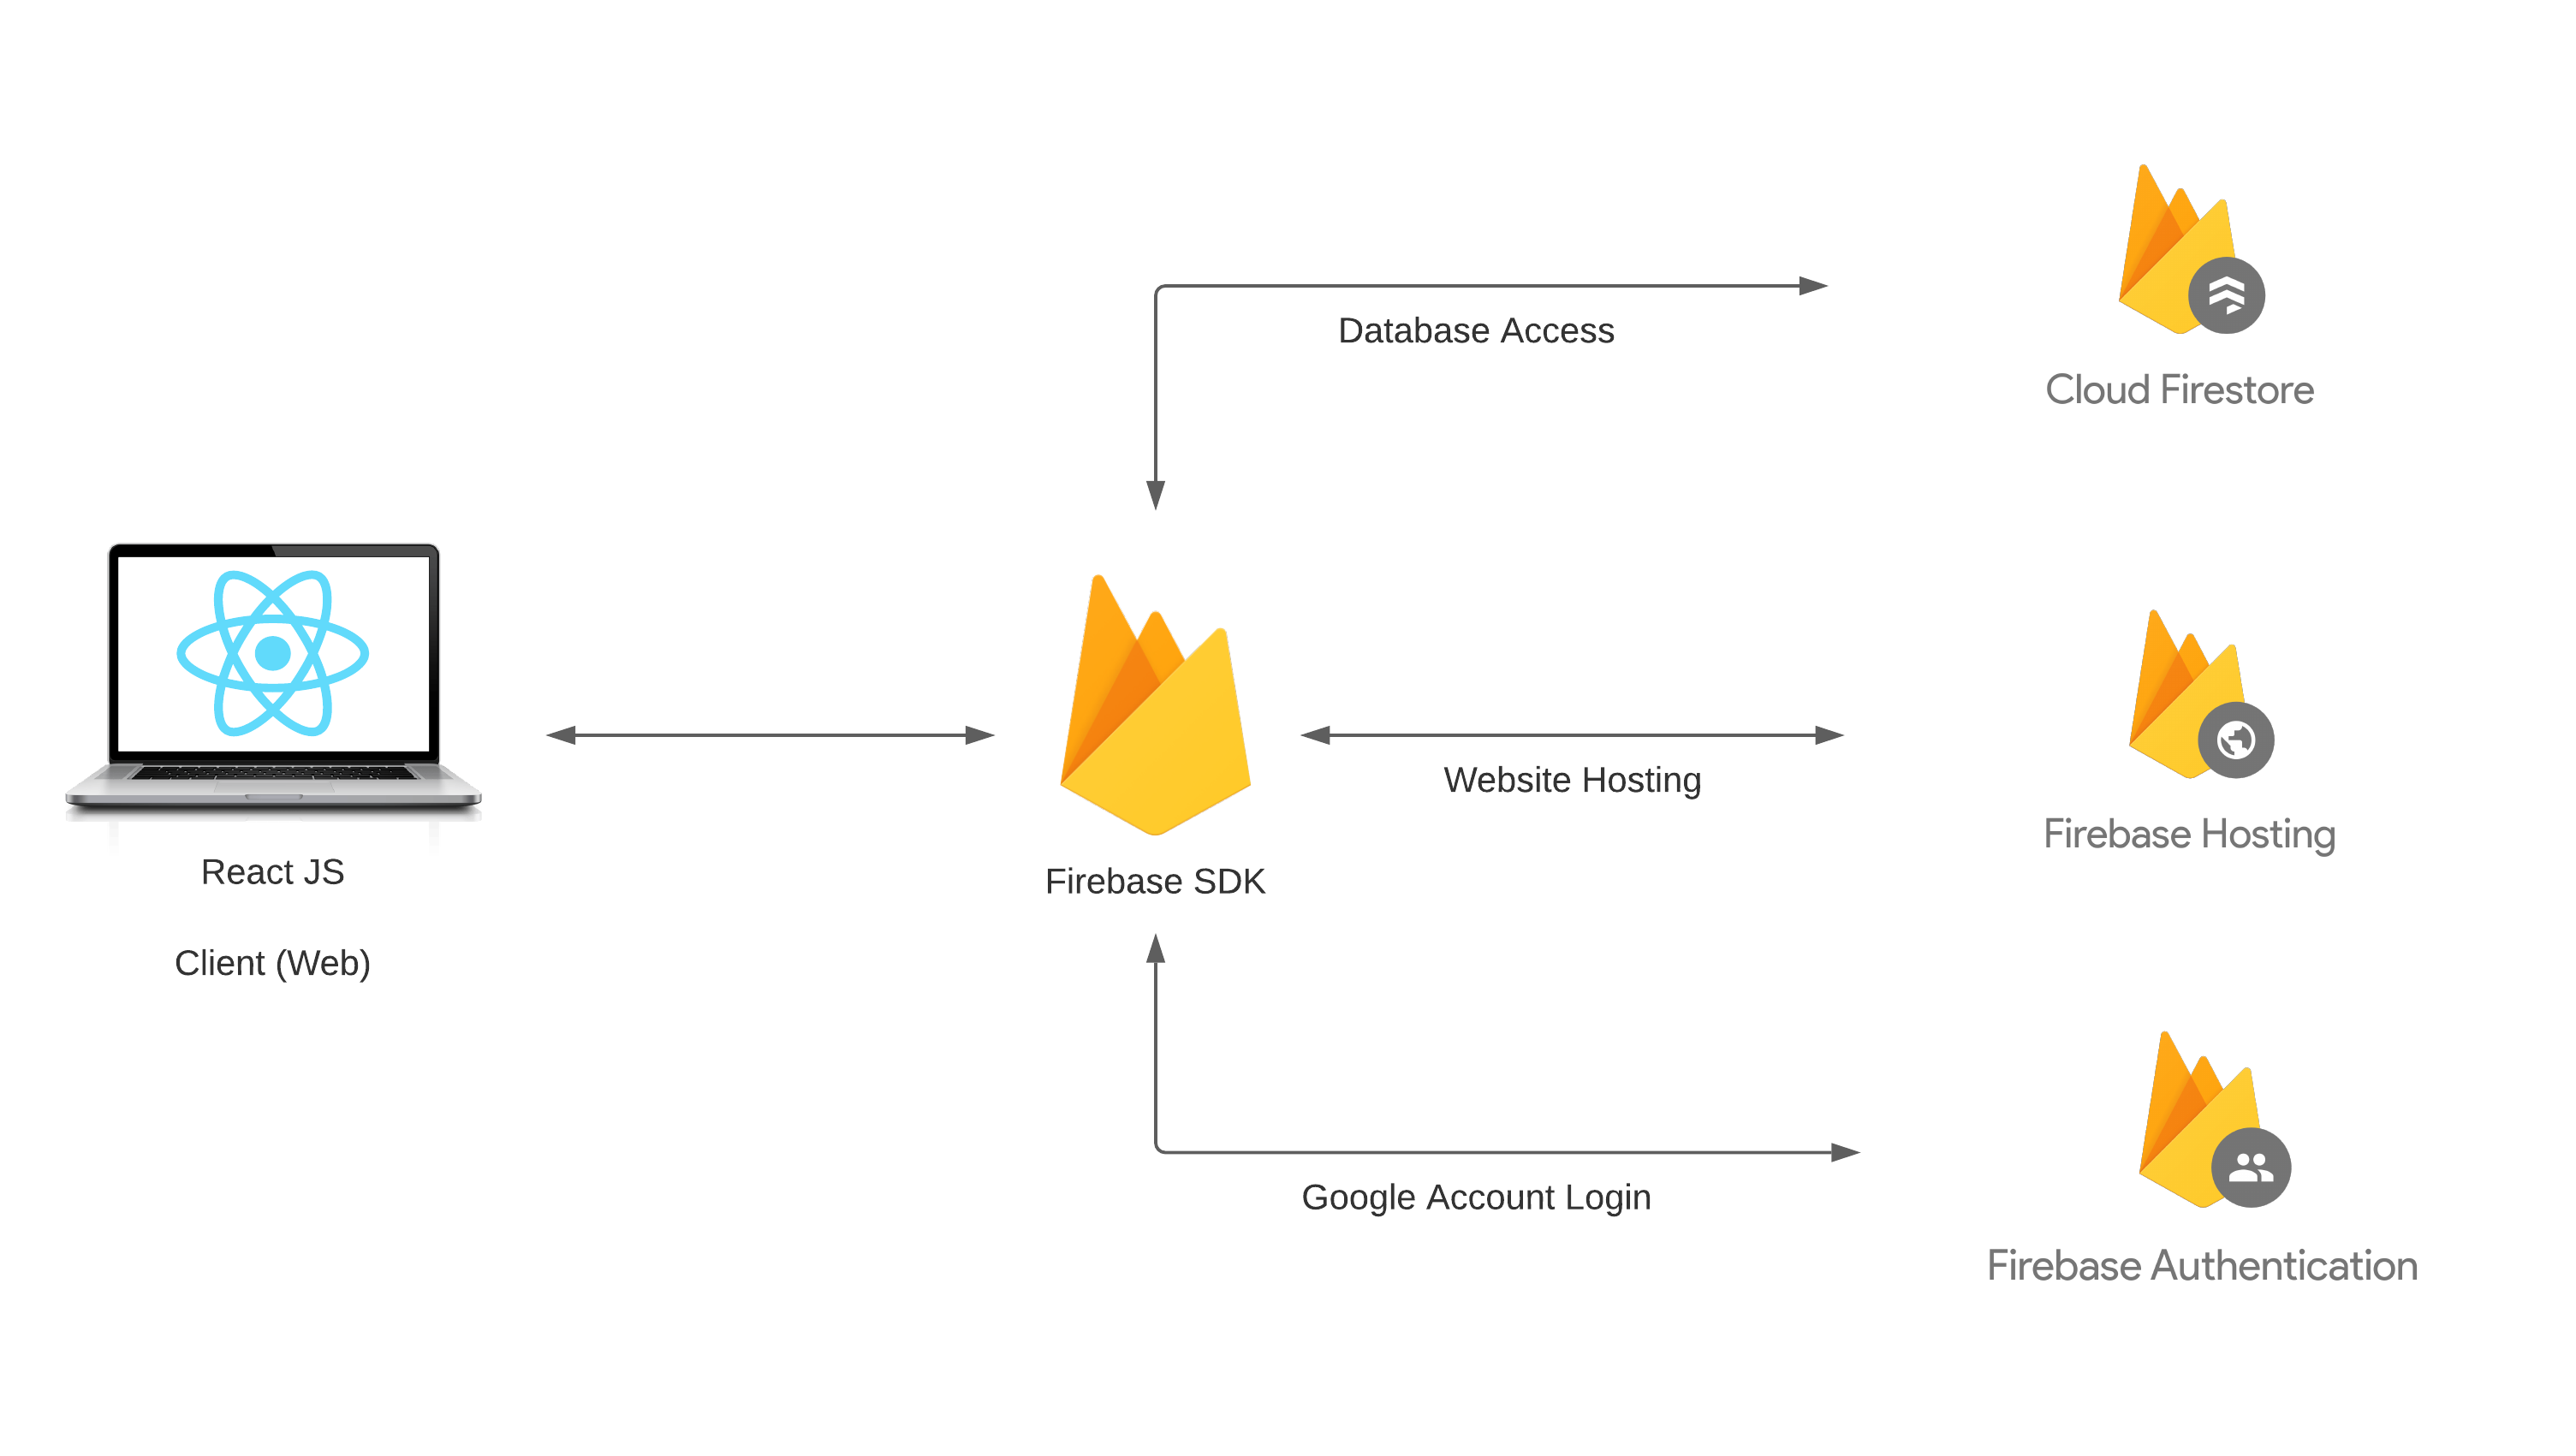 Database Access
Cloud Firestore
React JS
Client (Web)
Firebase SDK
Website Hosting
Firebase Hosting
Google Account Login
Firebase Authentication